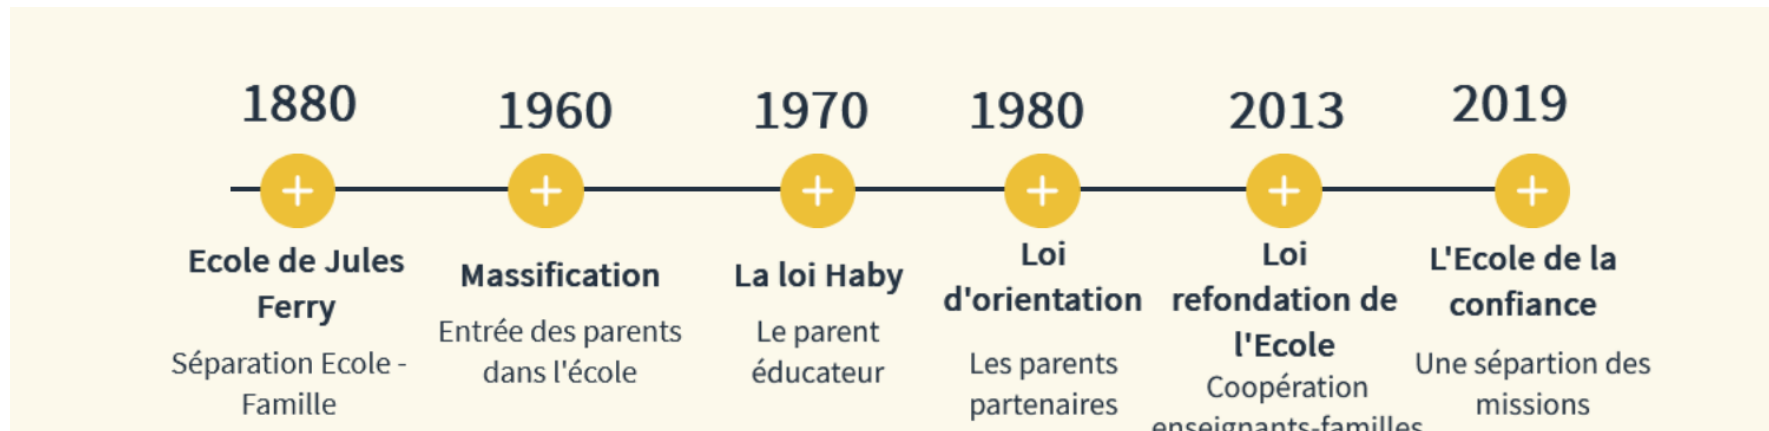 1880
Ecole de Jules
Ferry
Séparation Ecole -
Famille
1960
Massification
Entrée des parents
dans l'école
1970
La loi Haby
Le parent
éducateur
1980
Loi
d'orientation
Les parents
partenaires
2013
Loi
refondation de
l'Ecole
Coopération
enseignants-familles
2019
L'Ecole de la
confiance
Une sépartion des
missions